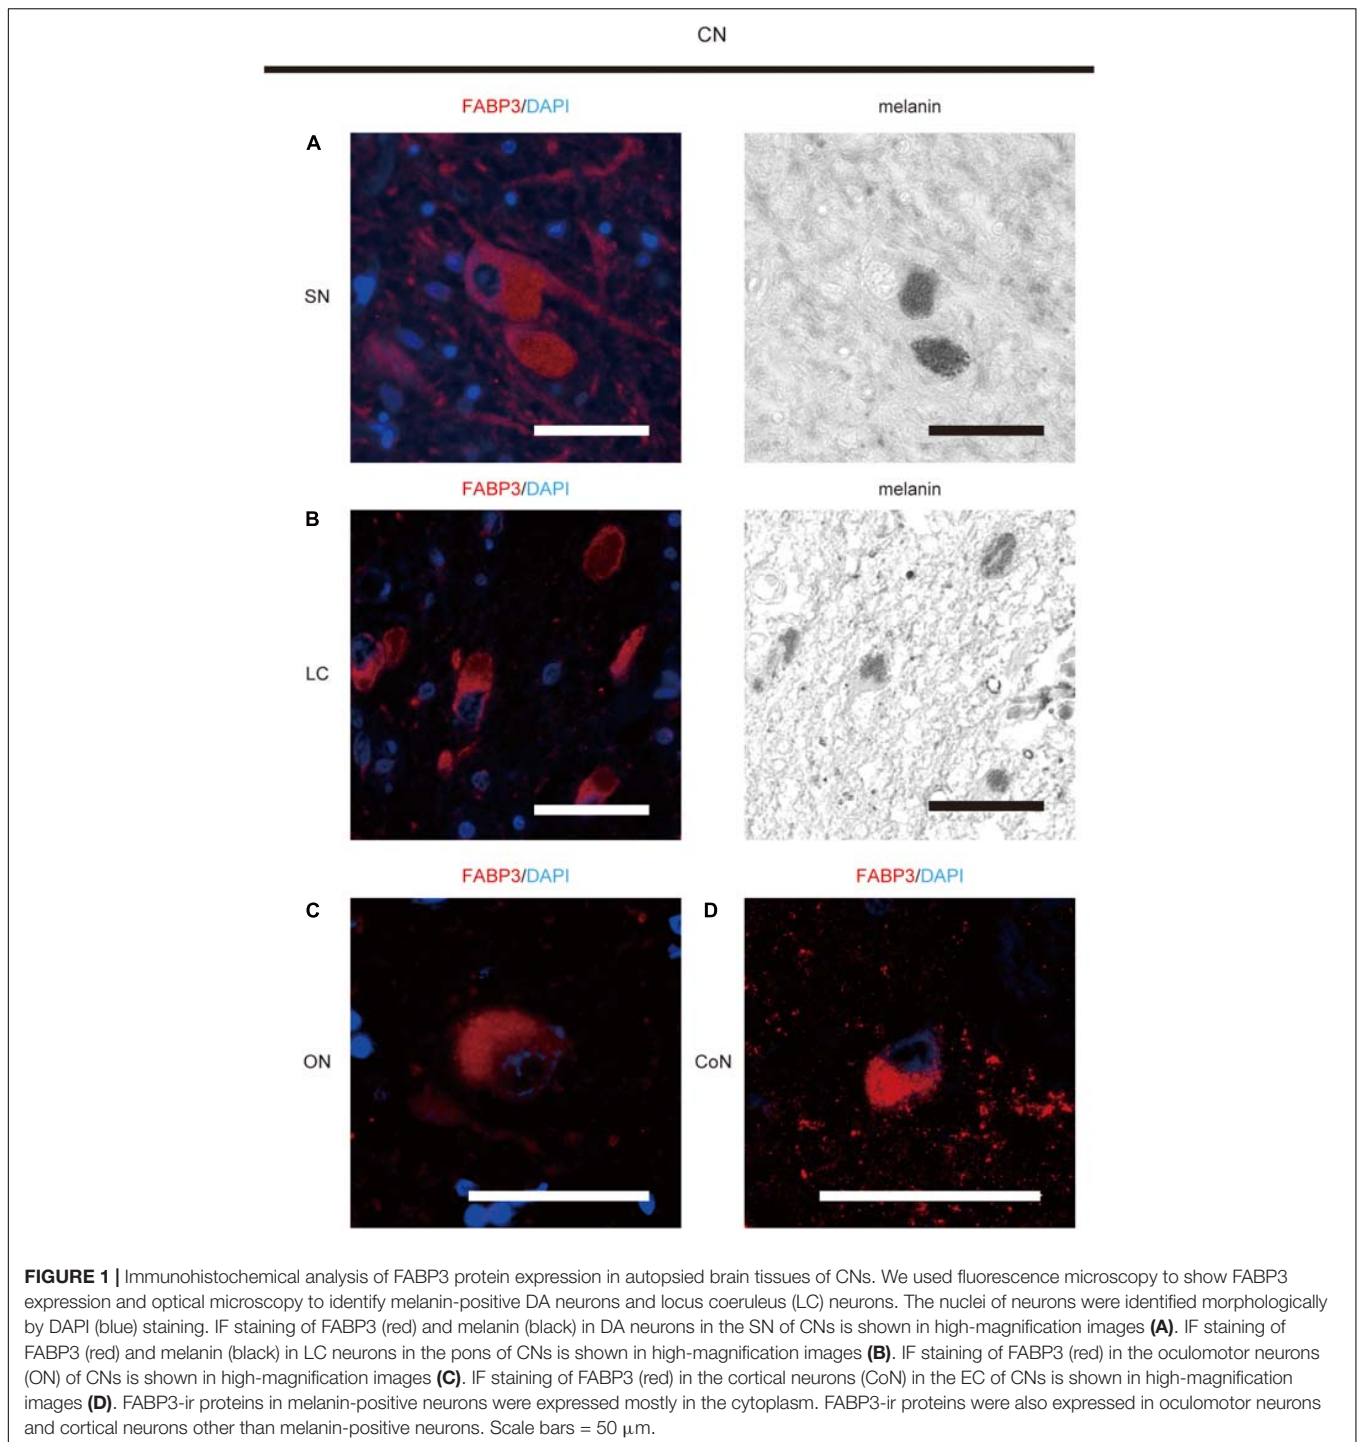 CN
FABP3/DAPI
melanin
A
SN
FABP3/DAPI
melanin
B
LC
FABP3/DAPI
FABP3/DAPI
C
D
ON
CoN
FIGURE 1 | Immunohistochemical analysis of FABP3 protein expression in autopsied brain tissues of CNs. We used fluorescence microscopy to show FABP3
expression and optical microscopy to identify melanin-positive DA neurons and locus coeruleus (LC) neurons. The nuclei of neurons were identified morphologically
by DAPI (blue) staining. IF staining of FABP3 (red) and melanin (black) in DA neurons in the SN of CNs is shown in high-magnification images (A). IF staining of
FABP3 (red) and melanin (black) in LC neurons in the pons of CNs is shown in high-magnification images (B). IF staining of FABP3 (red) in the oculomotor neurons
(ON) of CNs is shown in high-magnification images (C). IF staining of FABP3 (red) in the cortical neurons (CoN) in the EC of CNs is shown in high-magnification
images (D). FABP3-ir proteins in melanin-positive neurons were expressed mostly in the cytoplasm. FABP3-ir proteins were also expressed in oculomotor neurons
and cortical neurons other than melanin-positive neurons. Scale bars = 50 μm.